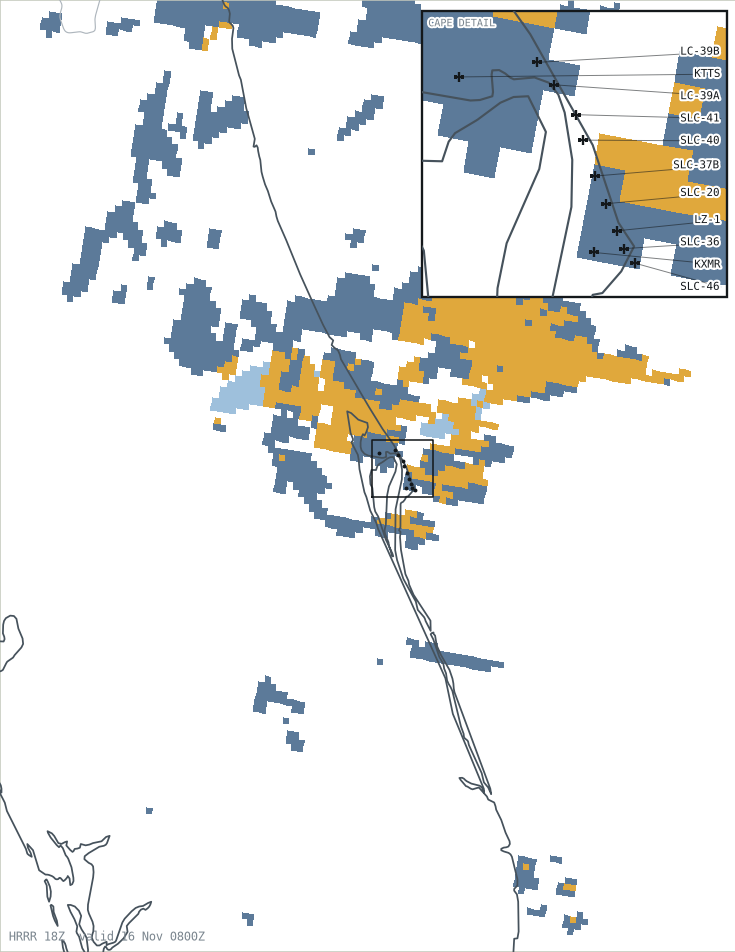 CAPE DETAIL
LC-39B
KTTS
LC-39A
SLC-41
SLC-40
SLC-37B
SLC-20
LZ-1
SLC-36
KXMR
SLC-46
HRRR 18Z  valid 16 Nov 0800Z